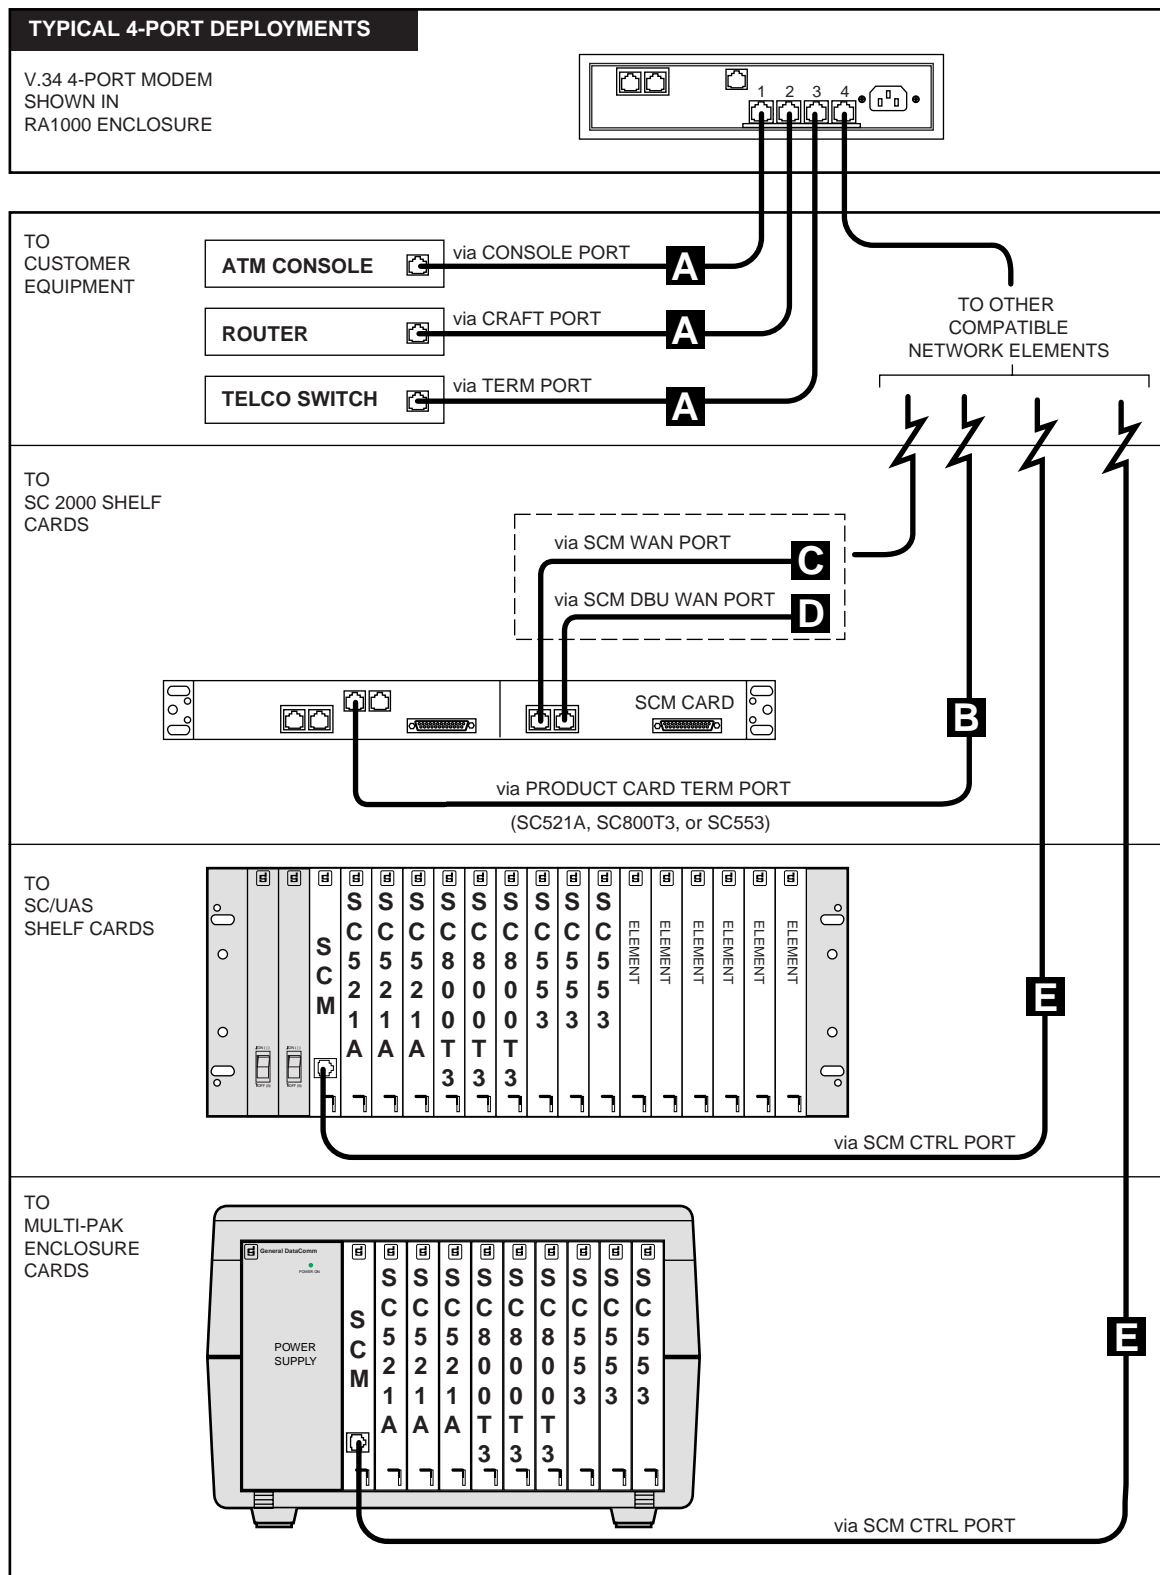 TYPICAL 4-PORT DEPLOYMENTS
V.34 4-PORT MODEM
SHOWN IN
RA1000 ENCLOSURE
1 2 3 4
TO
CUSTOMER
EQUIPMENT
ATM CONSOLE
via CONSOLE PORT
A
ROUTER
via CRAFT PORT
A
TELCO SWITCH
via TERM PORT
A
TO OTHER
COMPATIBLE
NETWORK ELEMENTS
TO
SC 2000 SHELF
CARDS
via SCM WAN PORT
C
via SCM DBU WAN PORT
D
SCM CARD
B
via PRODUCT CARD TERM PORT
(SC521A, SC800T3, or SC553)
TO
SC/UAS
SHELF CARDS
SCM
SC521A
SC521A
SC521A
SC800T3
SC800T3
SC800T3
SC553
SC553
SC553
ELEMENT
ELEMENT
ELEMENT
ELEMENT
ELEMENT
ELEMENT
E
via SCM CTRL PORT
TO
MULTI-PAK
ENCLOSURE
CARDS
General DataComm
POWER ON
POWER
SUPPLY
SCM
SC521A
SC521A
SC521A
SC800T3
SC800T3
SC800T3
SC553
SC553
SC553
E
via SCM CTRL PORT